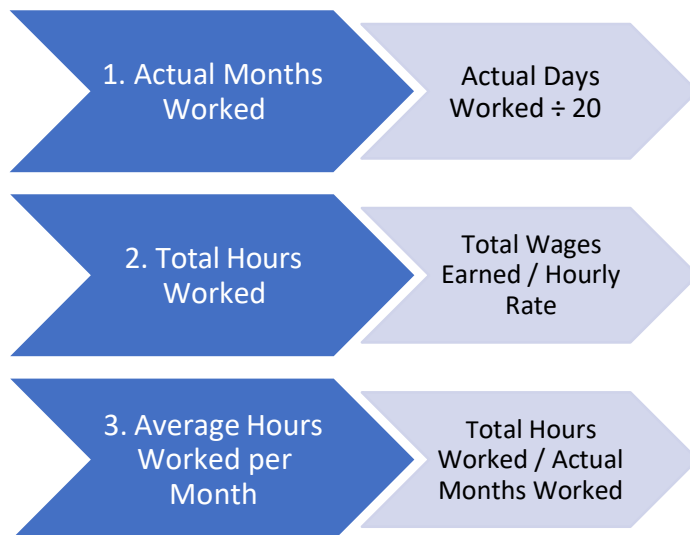 1. Actual Months
Worked
Actual Days
Worked ÷ 20
2. Total Hours
Worked
Total Wages
Earned / Hourly
Rate
3. Average Hours
Worked per
Month
Total Hours
Worked / Actual
Months Worked